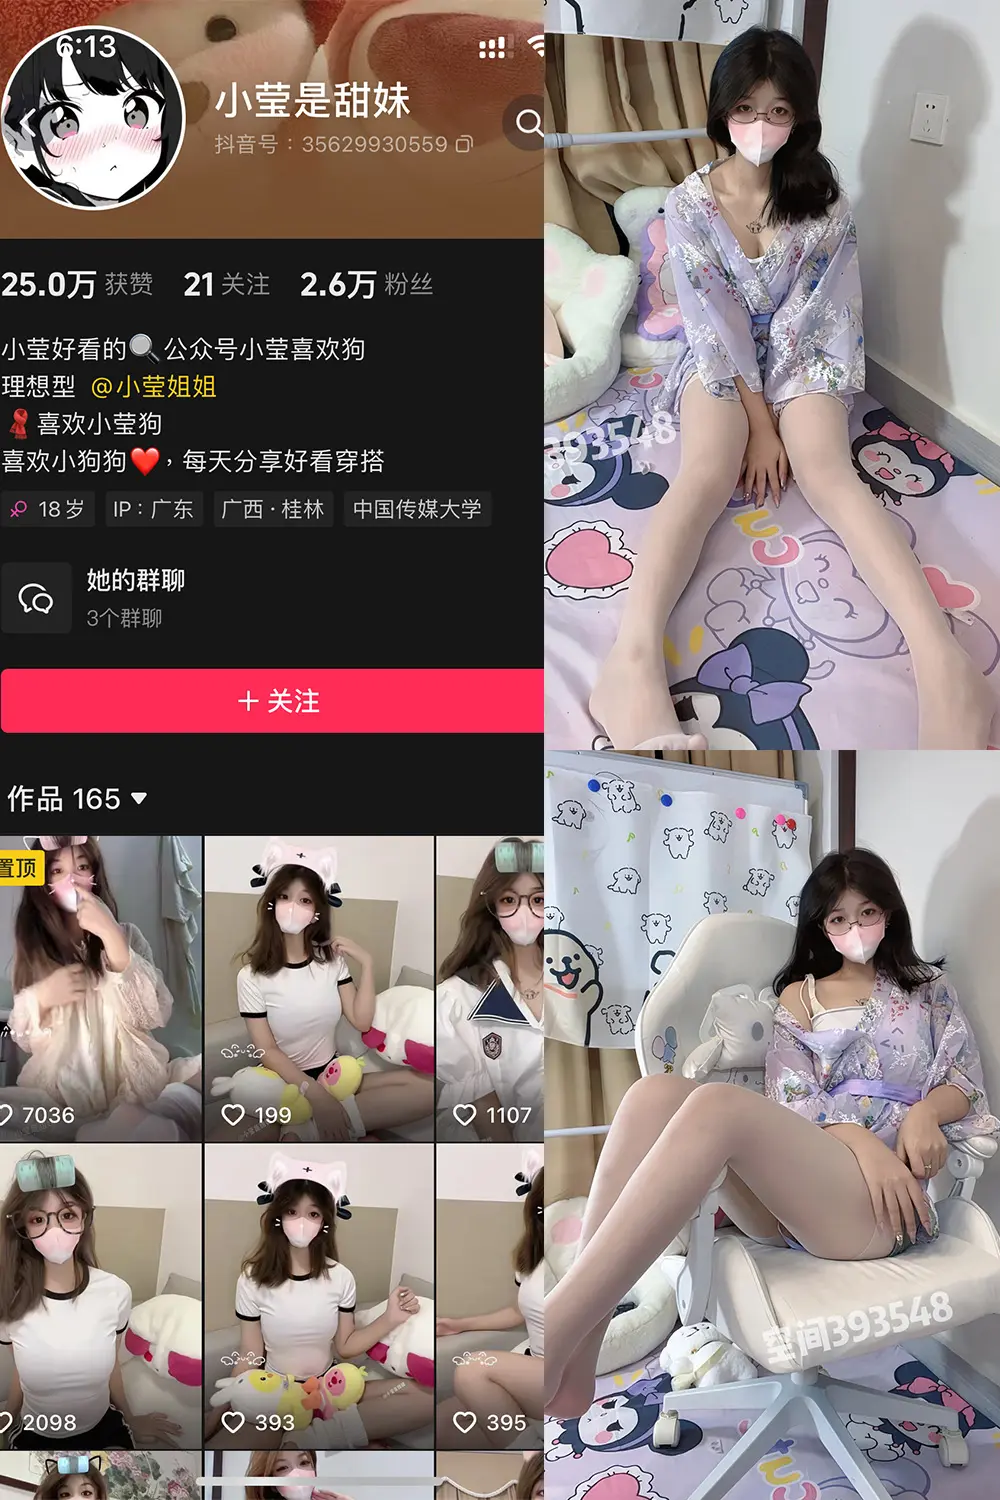 6:13
小莹是甜妹
抖音号：35629930559
25.0万 获赞 21 关注 2.6万 粉丝
小莹好看的🔍公众号小莹喜欢狗
理想型 @小莹姐姐
🧣喜欢小莹狗
喜欢小狗狗❤️，每天分享好看穿搭
18岁 IP：广东 广西·桂林 中国传媒大学
她的群聊
3个群聊
+ 关注
作品 165
置顶
7036
199
1107
2098
393
395
393548
空间393548